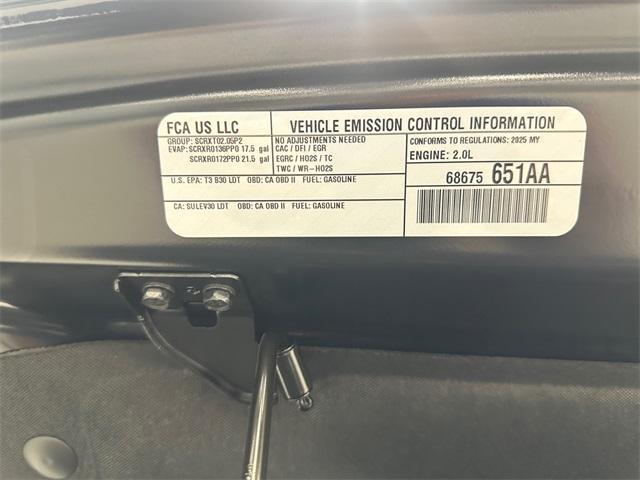 FCA US LLC
VEHICLE EMISSION CONTROL INFORMATION
GROUP: SCRXT02.05P2
EVAP: SCRXR0136PP0 17.5 gal
SCRXR0172PP0 21.5 gal
NO ADJUSTMENTS NEEDED
CAC / DFI / EGR
EGRC / HO2S / TC
TWC / WR-HO2S
CONFORMS TO REGULATIONS: 2025 MY
ENGINE: 2.0L
U.S. EPA: T3 B30 LDT OBD: CA OBD II FUEL: GASOLINE
CA: SULEV30 LDT OBD: CA OBD II FUEL: GASOLINE
68675 651AA